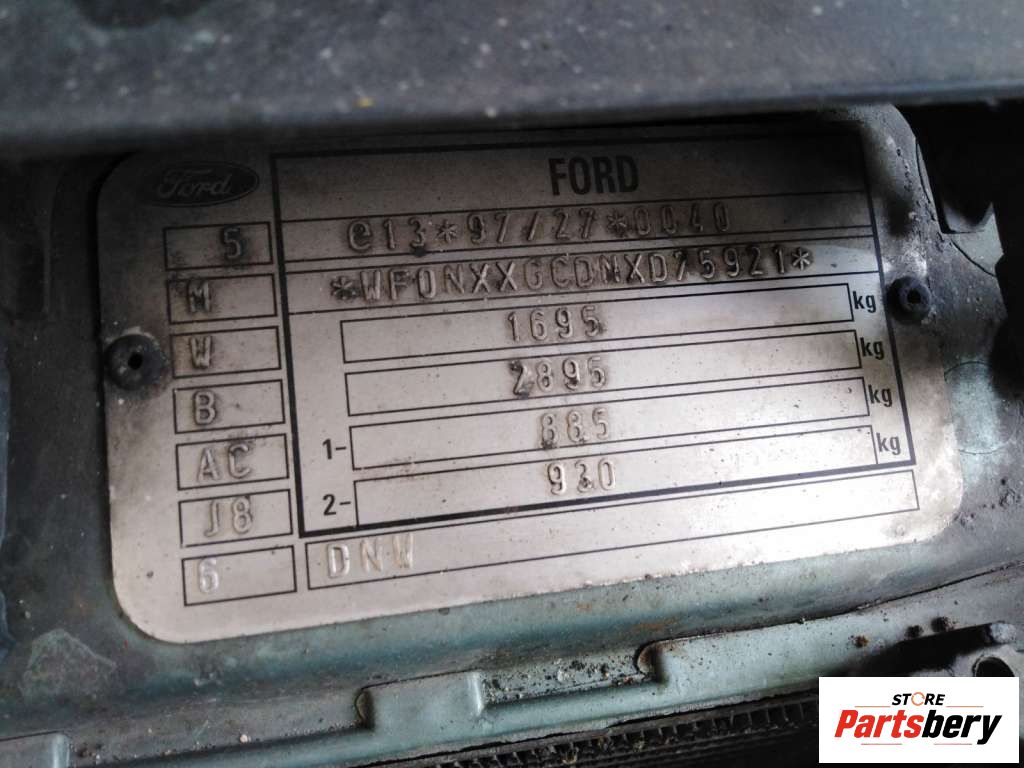 Ford
FORD
5
e13*97/27*0040
M
*WF0NXXGCDNXD75921*
W
1695 kg
B
2895 kg
AC
1- 885 kg
J8
2- 930 kg
6
DNW
STORE
Partsbery